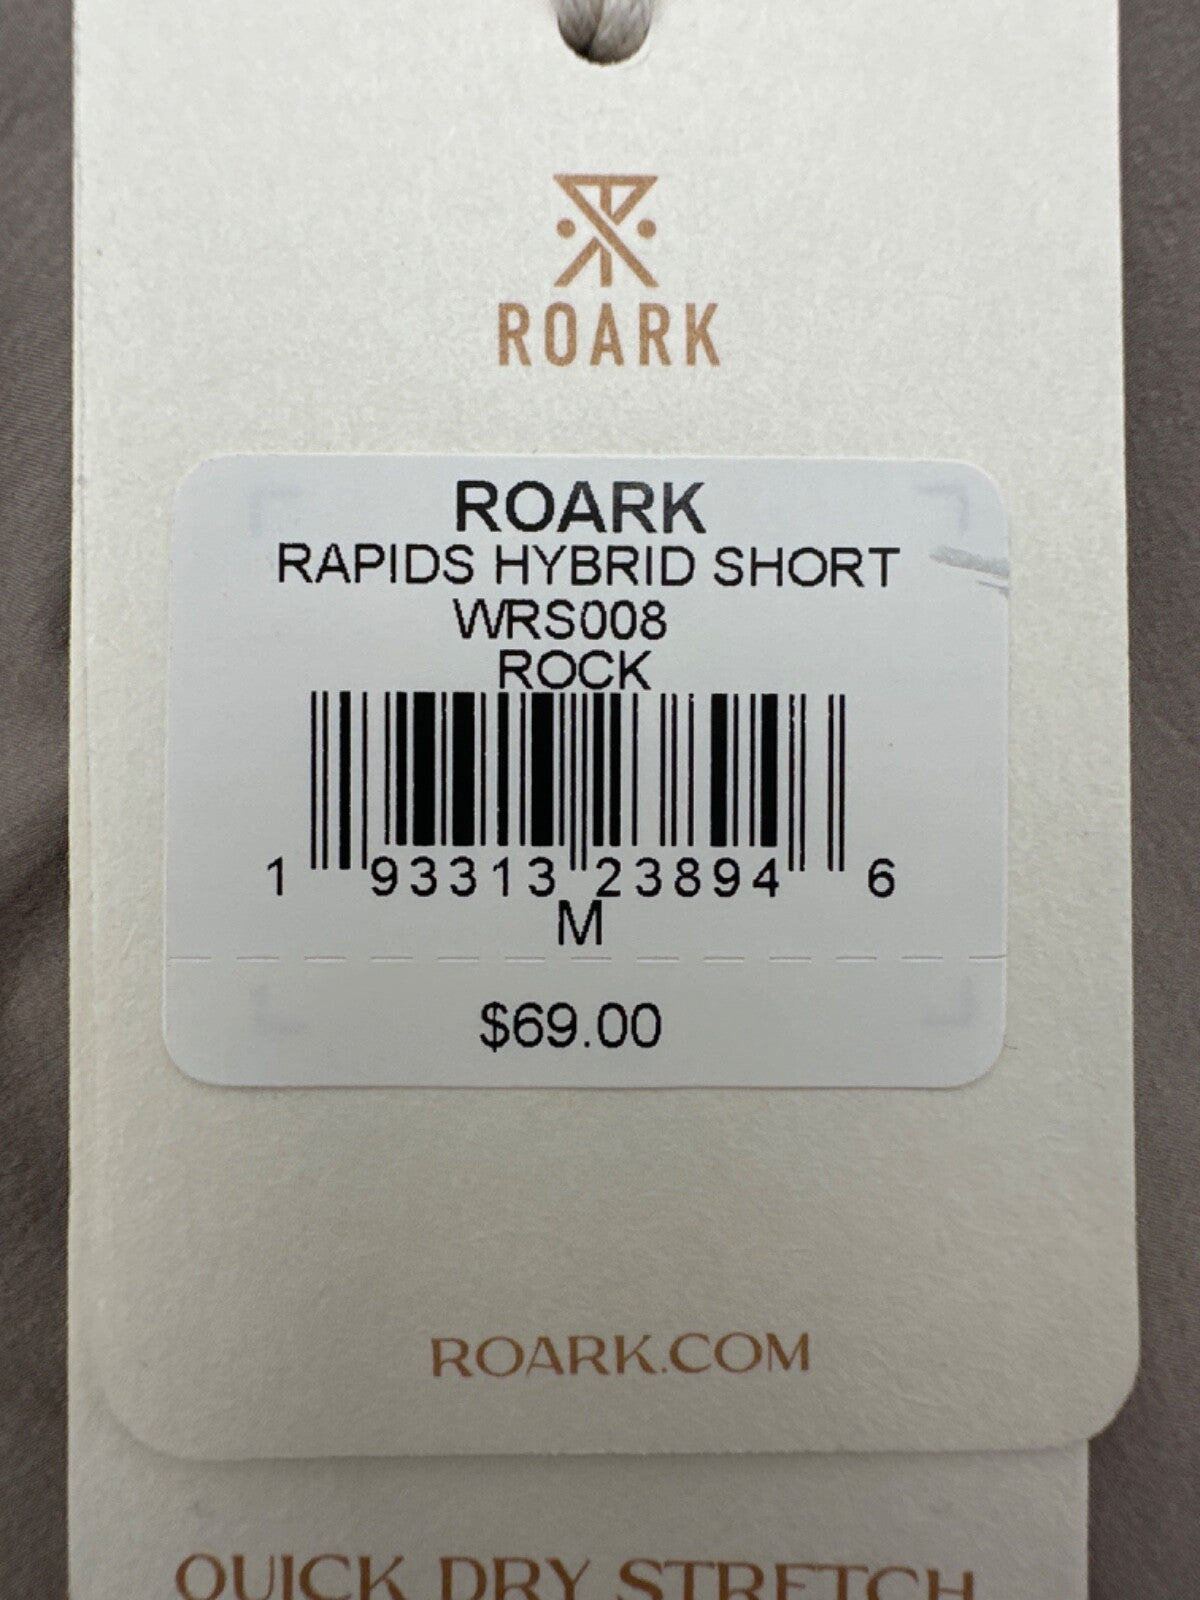 ROARK
ROARK
RAPIDS HYBRID SHORT
WRS008
ROCK
1 93313 23894 6
M
$69.00
ROARK.COM
QUICK DRY STRETCH